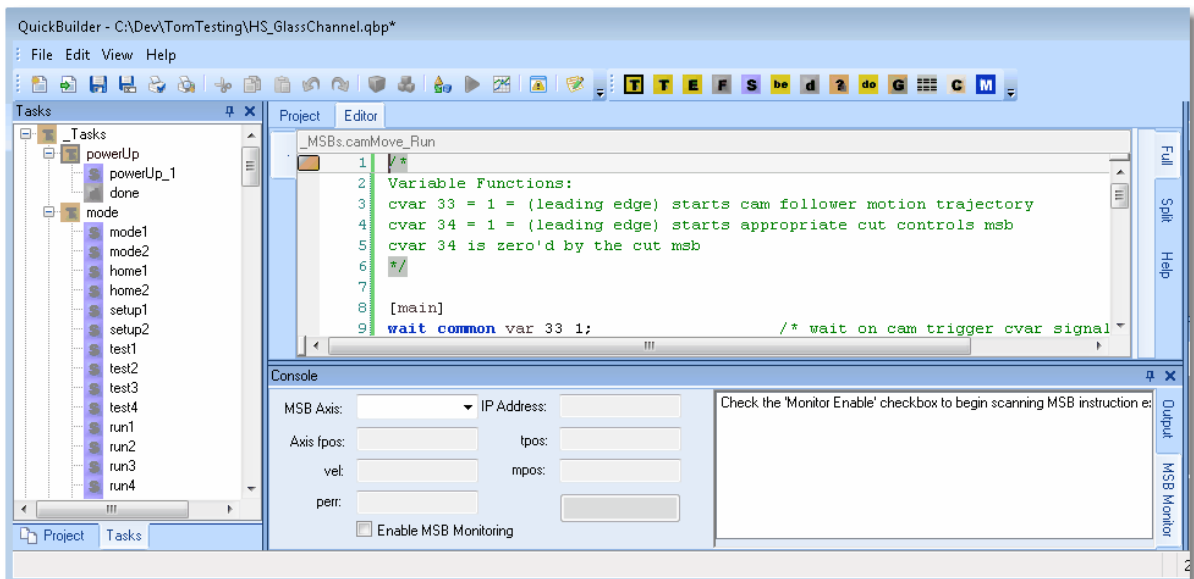 QuickBuilder - C:\Dev\TomTesting\HS_GlassChannel.qbp*
File Edit View Help
T T E F S be d ? do G C M
Tasks
_Tasks
powerUp
powerUp_1
done
mode
mode1
mode2
home1
home2
setup1
setup2
test1
test2
test3
test4
run1
run2
run3
run4
Project Tasks
Project Editor
_MSBs.camMove_Run
1 /*
2 Variable Functions:
3 cvar 33 = 1 = (leading edge) starts cam follower motion trajectory
4 cvar 34 = 1 = (leading edge) starts appropriate cut controls msb
5 cvar 34 is zero'd by the cut msb
6 */
7
8 [main]
9 wait common var 33 1; /* wait on cam trigger cvar signal
Full
Split
Help
Console
MSB Axis: IP Address:
Axis fpos: tpos:
vel: mpos:
perr:
Enable MSB Monitoring
Check the 'Monitor Enable' checkbox to begin scanning MSB instruction e
Output
MSB Monitor
2